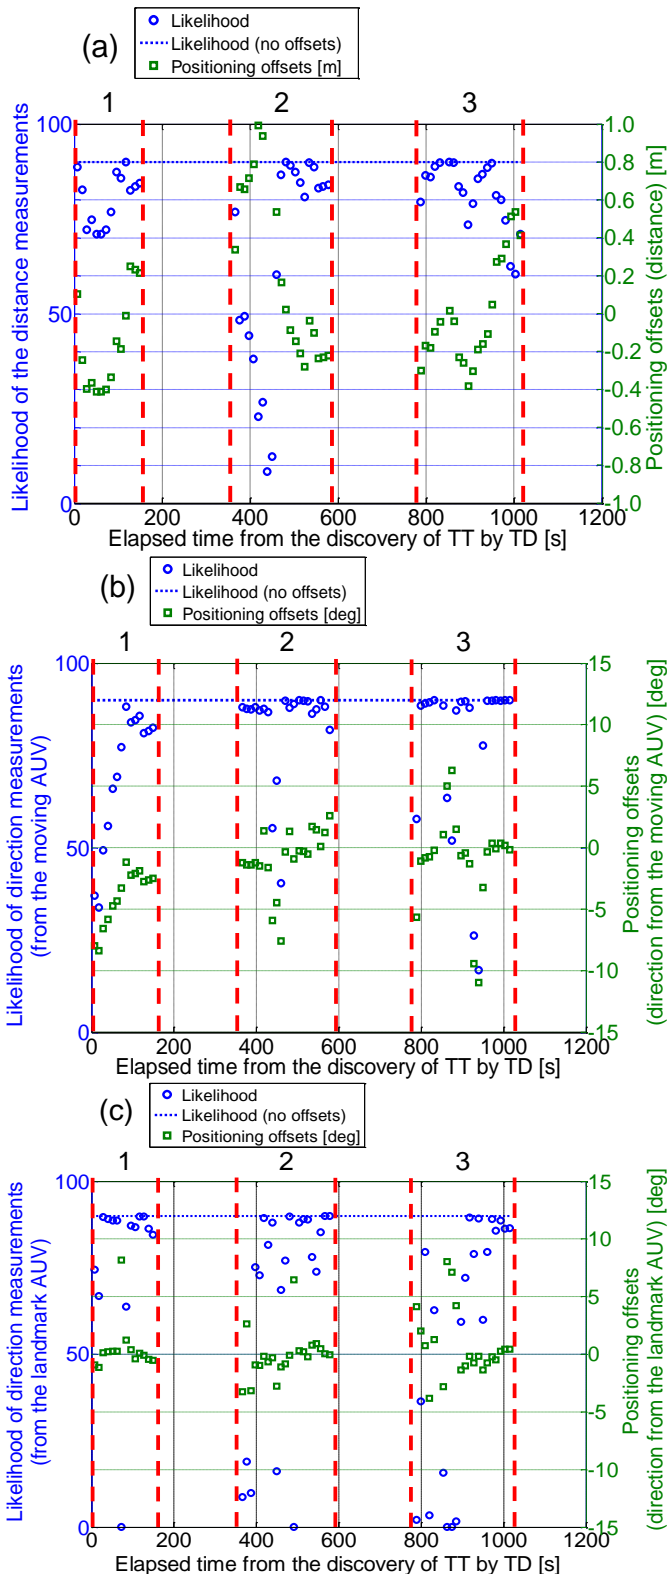 (a)
Likelihood
Likelihood (no offsets)
Positioning offsets [m]
1 2 3
100
50
0
Likelihood of the distance measurements
1.0
0.8
0.6
0.4
0.2
0
-0.2
-0.4
-0.6
-0.8
-1.0
Positioning offsets (distance) [m]
0 200 400 600 800 1000 1200
Elapsed time from the discovery of TT by TD [s]
(b)
Likelihood
Likelihood (no offsets)
Positioning offsets [deg]
1 2 3
100
50
0
Likelihood of direction measurements
(from the moving AUV)
15
10
5
0
-5
-10
-15
Positioning offsets
(direction from the moving AUV) [deg]
0 200 400 600 800 1000 1200
Elapsed time from the discovery of TT by TD [s]
(c)
Likelihood
Likelihood (no offsets)
Positioning offsets [deg]
1 2 3
100
50
0
Likelihood of direction measurements
(from the landmark AUV)
15
10
5
0
-5
-10
-15
Positioning offsets
(direction from the landmark AUV) [deg]
0 200 400 600 800 1000 1200
Elapsed time from the discovery of TT by TD [s]